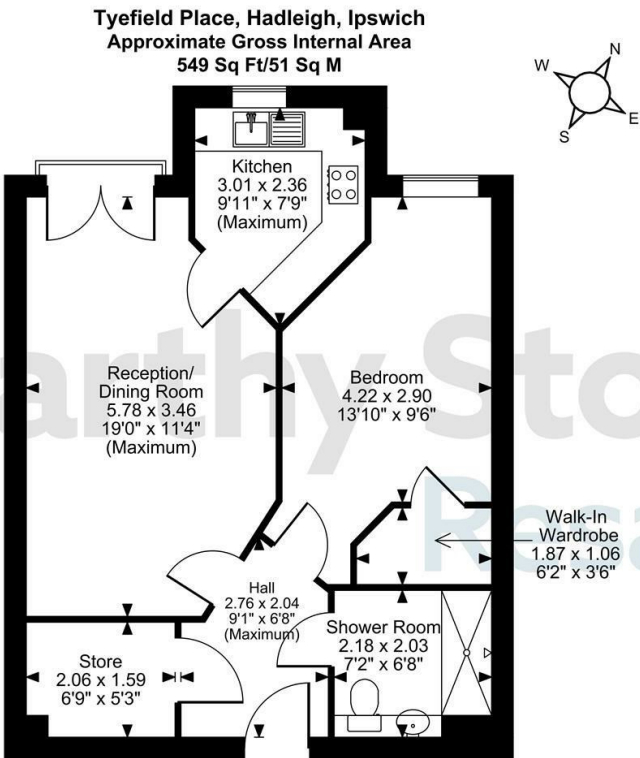 Tyefield Place, Hadleigh, Ipswich
Approximate Gross Internal Area
549 Sq Ft/51 Sq M
N
W
E
S
Kitchen
3.01 x 2.36
9'11" x 7'9"
(Maximum)
Reception/
Dining Room
5.78 x 3.46
19'0" x 11'4"
(Maximum)
Bedroom
4.22 x 2.90
13'10" x 9'6"
arthy Sto
Resa
Walk-In
Wardrobe
1.87 x 1.06
6'2" x 3'6"
Hall
2.76 x 2.04
9'1" x 6'8"
(Maximum)
Shower Room
2.18 x 2.03
7'2" x 6'8"
Store
2.06 x 1.59
6'9" x 5'3"